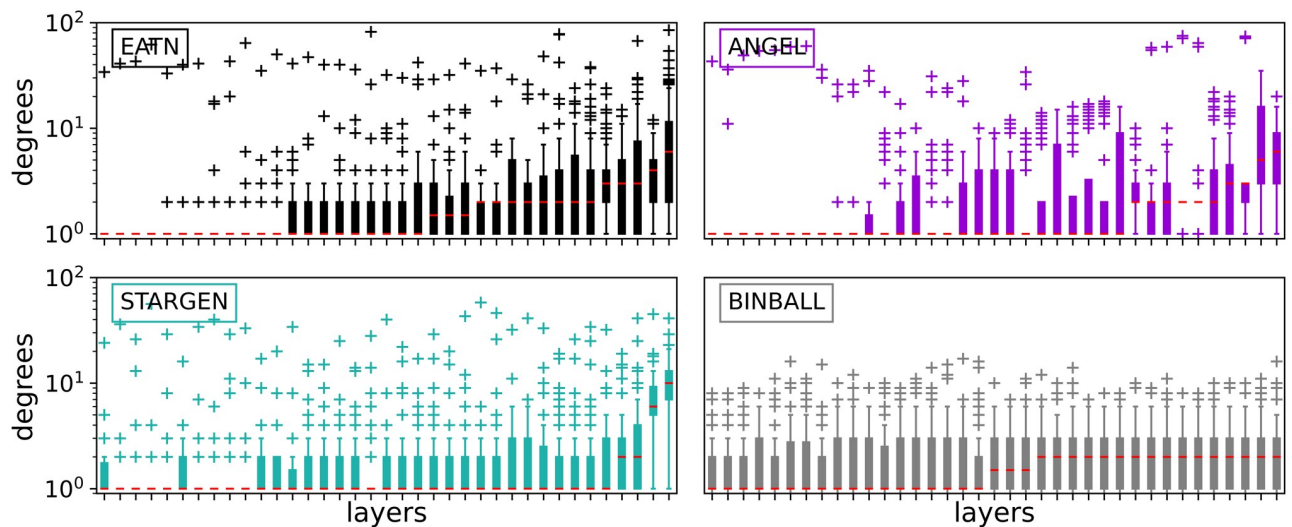 EATN
ANGEL
degrees
10²
10¹
10⁰
STARGEN
BINBALL
degrees
10²
10¹
10⁰
layers
layers